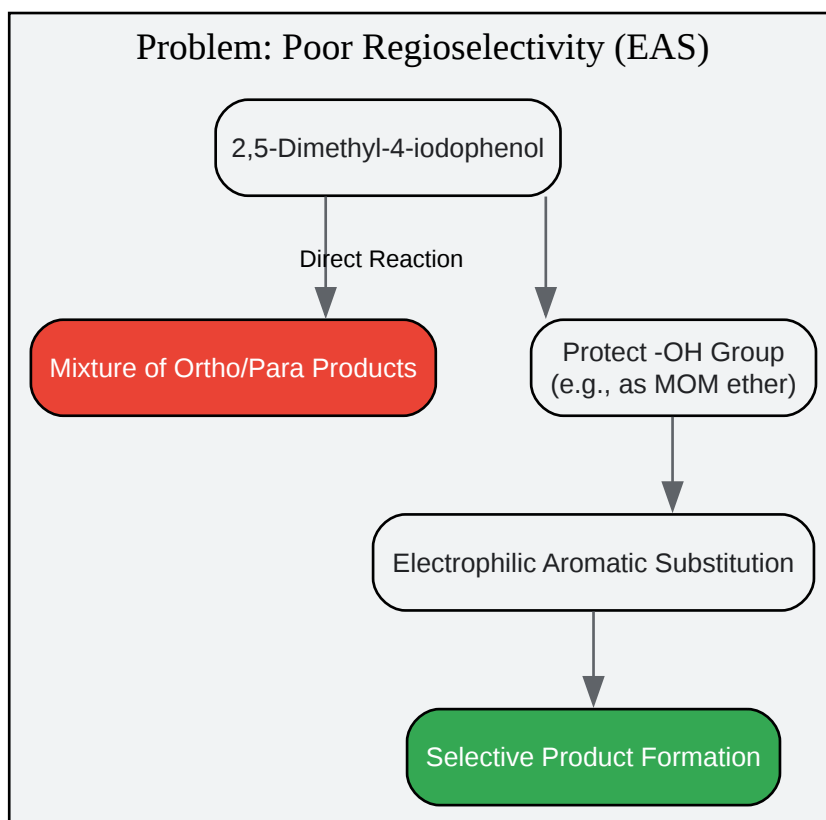 Problem: Poor Regioselectivity (EAS)
2,5-Dimethyl-4-iodophenol
Direct Reaction
Mixture of Ortho/Para Products
Protect -OH Group
(e.g., as MOM ether)
Electrophilic Aromatic Substitution
Selective Product Formation